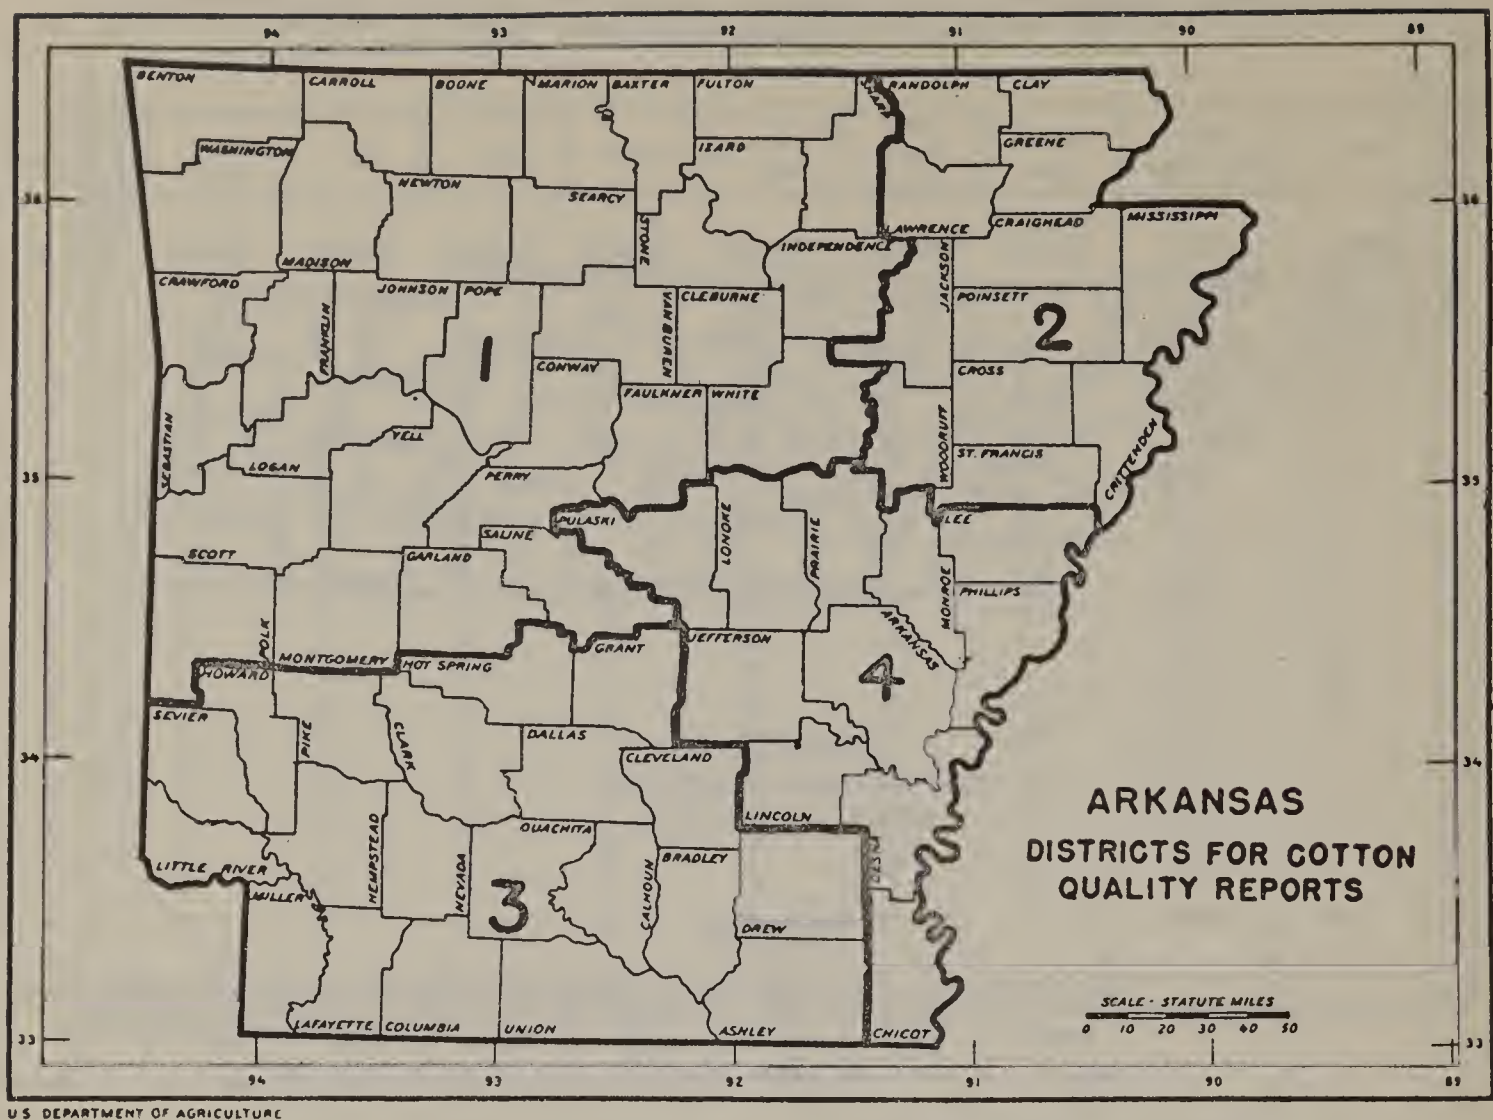 94 93 92 91 90 89
BENTON CARROLL BOONE MARION BAXTER FULTON SHARP RANDOLPH CLAY
WASHINGTON IZARD GREENE
36 NEWTON SEARCY 36
STONE LAWRENCE CRAIGHEAD MISSISSIPPI
MADISON INDEPENDENCE JACKSON
CRAWFORD FRANKLIN JOHNSON POPE VAN BUREN CLEBURNE POINSETT
1 2
CONWAY CROSS
FAULKNER WHITE
SEBASTIAN YELL WOODRUFF CRITTENDEN
LOGAN PERRY ST. FRANCIS
35 35
PULASKI LEE
SCOTT SALINE LONOKE PRAIRIE
GARLAND
POLK MONROE PHILLIPS
MONTGOMERY HOT SPRING GRANT JEFFERSON ARKANSAS
HOWARD 4
SEVIER PIKE CLARK DALLAS
34 CLEVELAND 34
ARKANSAS
DISTRICTS FOR COTTON
QUALITY REPORTS
LINCOLN
OUACHITA
LITTLE RIVER HEMPSTEAD NEVADA CALHOUN BRADLEY
MILLER 3
DREW
SCALE - STATUTE MILES
0 10 20 30 40 50
LAFAYETTE COLUMBIA UNION ASHLEY CHICOT
33 33
94 93 92 91 90 89
U.S. DEPARTMENT OF AGRICULTURE